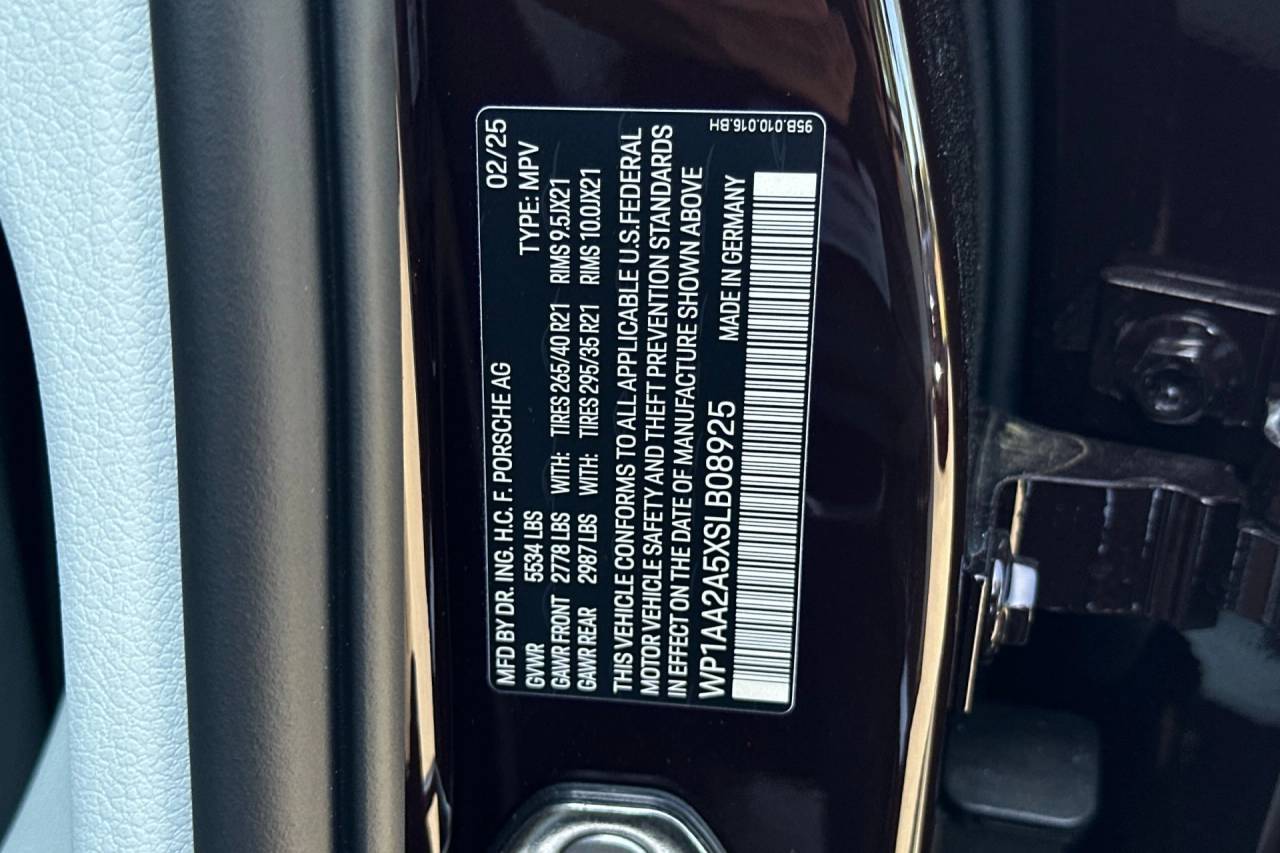 MFD BY DR. ING. H.C. F. PORSCHE AG 02/25
GVWR 5534 LBS TYPE: MPV
GAWR FRONT 2778 LBS WITH: TIRES 265/40 R21 RIMS 9.5JX21
GAWR REAR 2987 LBS WITH: TIRES 295/35 R21 RIMS 10.0JX21
THIS VEHICLE CONFORMS TO ALL APPLICABLE U.S.FEDERAL
MOTOR VEHICLE SAFETY AND THEFT PREVENTION STANDARDS
IN EFFECT ON THE DATE OF MANUFACTURE SHOWN ABOVE
WP1AA2A5XSLB08925 MADE IN GERMANY
95B.010.016.BH